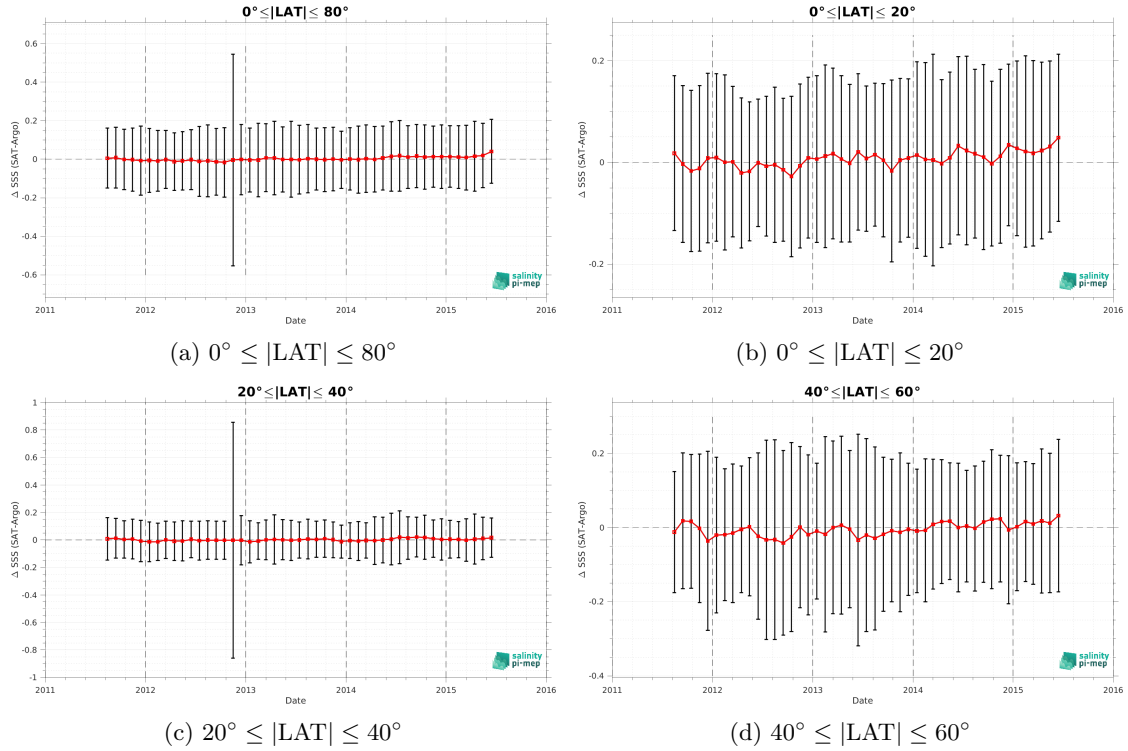 0°≤|LAT|≤ 80°
Δ SSS (SAT-Argo)
0.6
0.4
0.2
0
-0.2
-0.4
-0.6
2011 2012 2013 2014 2015 2016
Date
salinity
pi-mep
(a) 0° ≤ |LAT| ≤ 80°
0°≤|LAT|≤ 20°
Δ SSS (SAT-Argo)
0.2
0
-0.2
2011 2012 2013 2014 2015 2016
Date
salinity
pi-mep
(b) 0° ≤ |LAT| ≤ 20°
20°≤|LAT|≤ 40°
Δ SSS (SAT-Argo)
1
0.8
0.6
0.4
0.2
0
-0.2
-0.4
-0.6
-0.8
-1
2011 2012 2013 2014 2015 2016
Date
salinity
pi-mep
(c) 20° ≤ |LAT| ≤ 40°
40°≤|LAT|≤ 60°
Δ SSS (SAT-Argo)
0.2
0
-0.2
-0.4
2011 2012 2013 2014 2015 2016
Date
salinity
pi-mep
(d) 40° ≤ |LAT| ≤ 60°